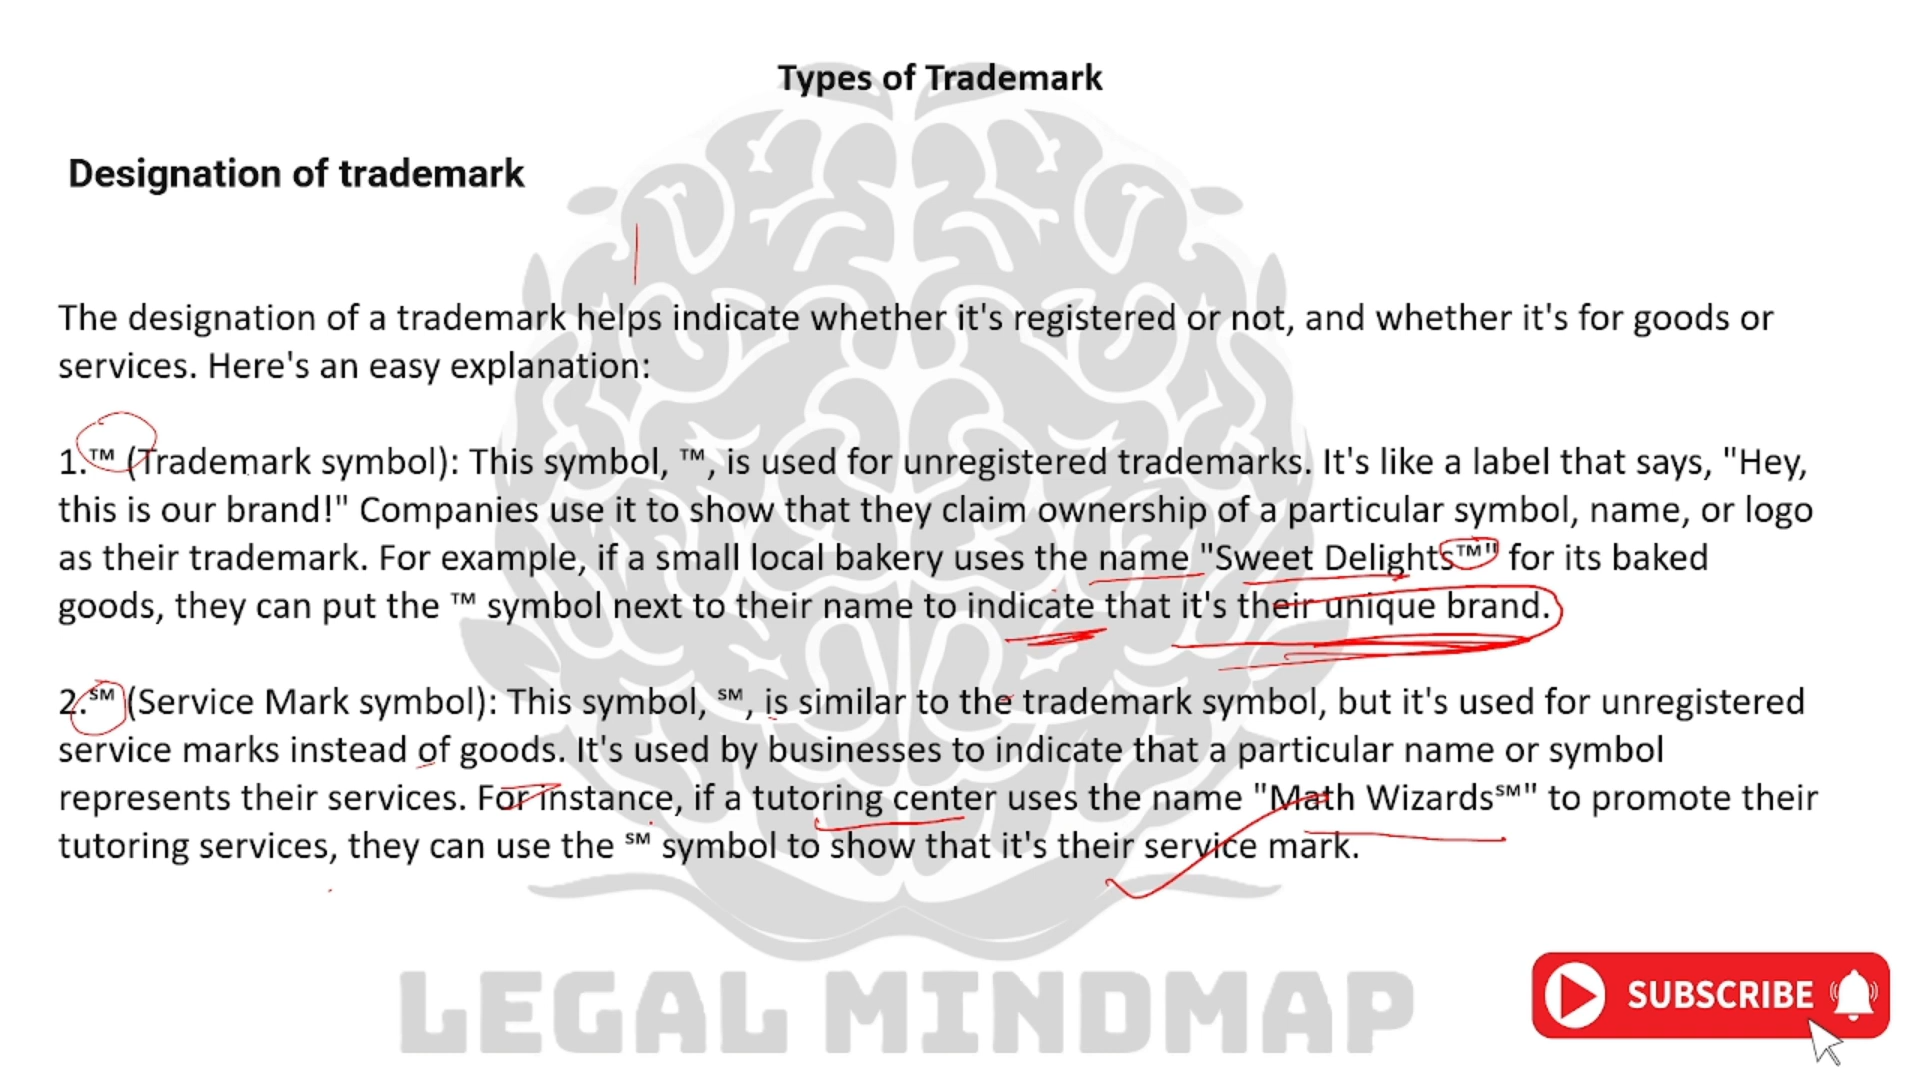 Types of Trademark
Designation of trademark
The designation of a trademark helps indicate whether it's registered or not, and whether it's for goods or
services. Here's an easy explanation:
1.™ (Trademark symbol): This symbol, ™, is used for unregistered trademarks. It's like a label that says, "Hey,
this is our brand!" Companies use it to show that they claim ownership of a particular symbol, name, or logo
as their trademark. For example, if a small local bakery uses the name "Sweet Delights™" for its baked
goods, they can put the ™ symbol next to their name to indicate that it's their unique brand.
2.℠ (Service Mark symbol): This symbol, ℠, is similar to the trademark symbol, but it's used for unregistered
service marks instead of goods. It's used by businesses to indicate that a particular name or symbol
represents their services. For instance, if a tutoring center uses the name "Math Wizards℠" to promote their
tutoring services, they can use the ℠ symbol to show that it's their service mark.
LEGAL MINDMAP
SUBSCRIBE